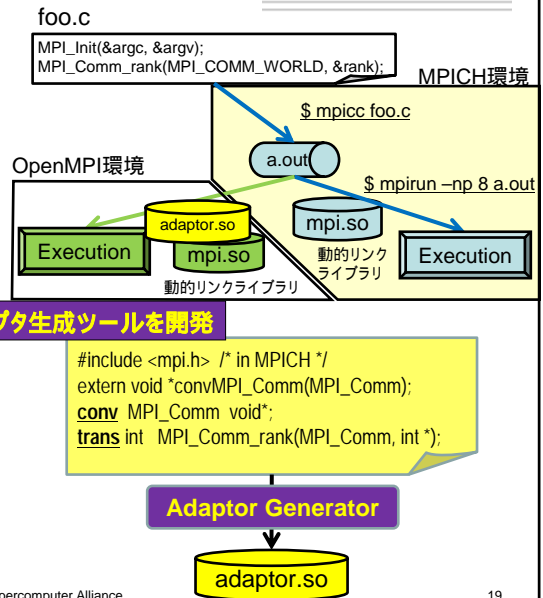 foo.c
MPI_Init(&argc, &argv);
MPI_Comm_rank(MPI_COMM_WORLD, &rank);
MPICH環境
$ mpicc foo.c
a.out
OpenMPI環境
$ mpirun –np 8 a.out
adaptor.so
mpi.so
Execution
mpi.so
動的リンク
ライブラリ
Execution
動的リンクライブラリ
プタ生成ツールを開発
#include <mpi.h> /* in MPICH */
extern void *convMPI_Comm(MPI_Comm);
conv MPI_Comm void*;
trans int MPI_Comm_rank(MPI_Comm, int *);
Adaptor Generator
adaptor.so
percomputer Alliance
19